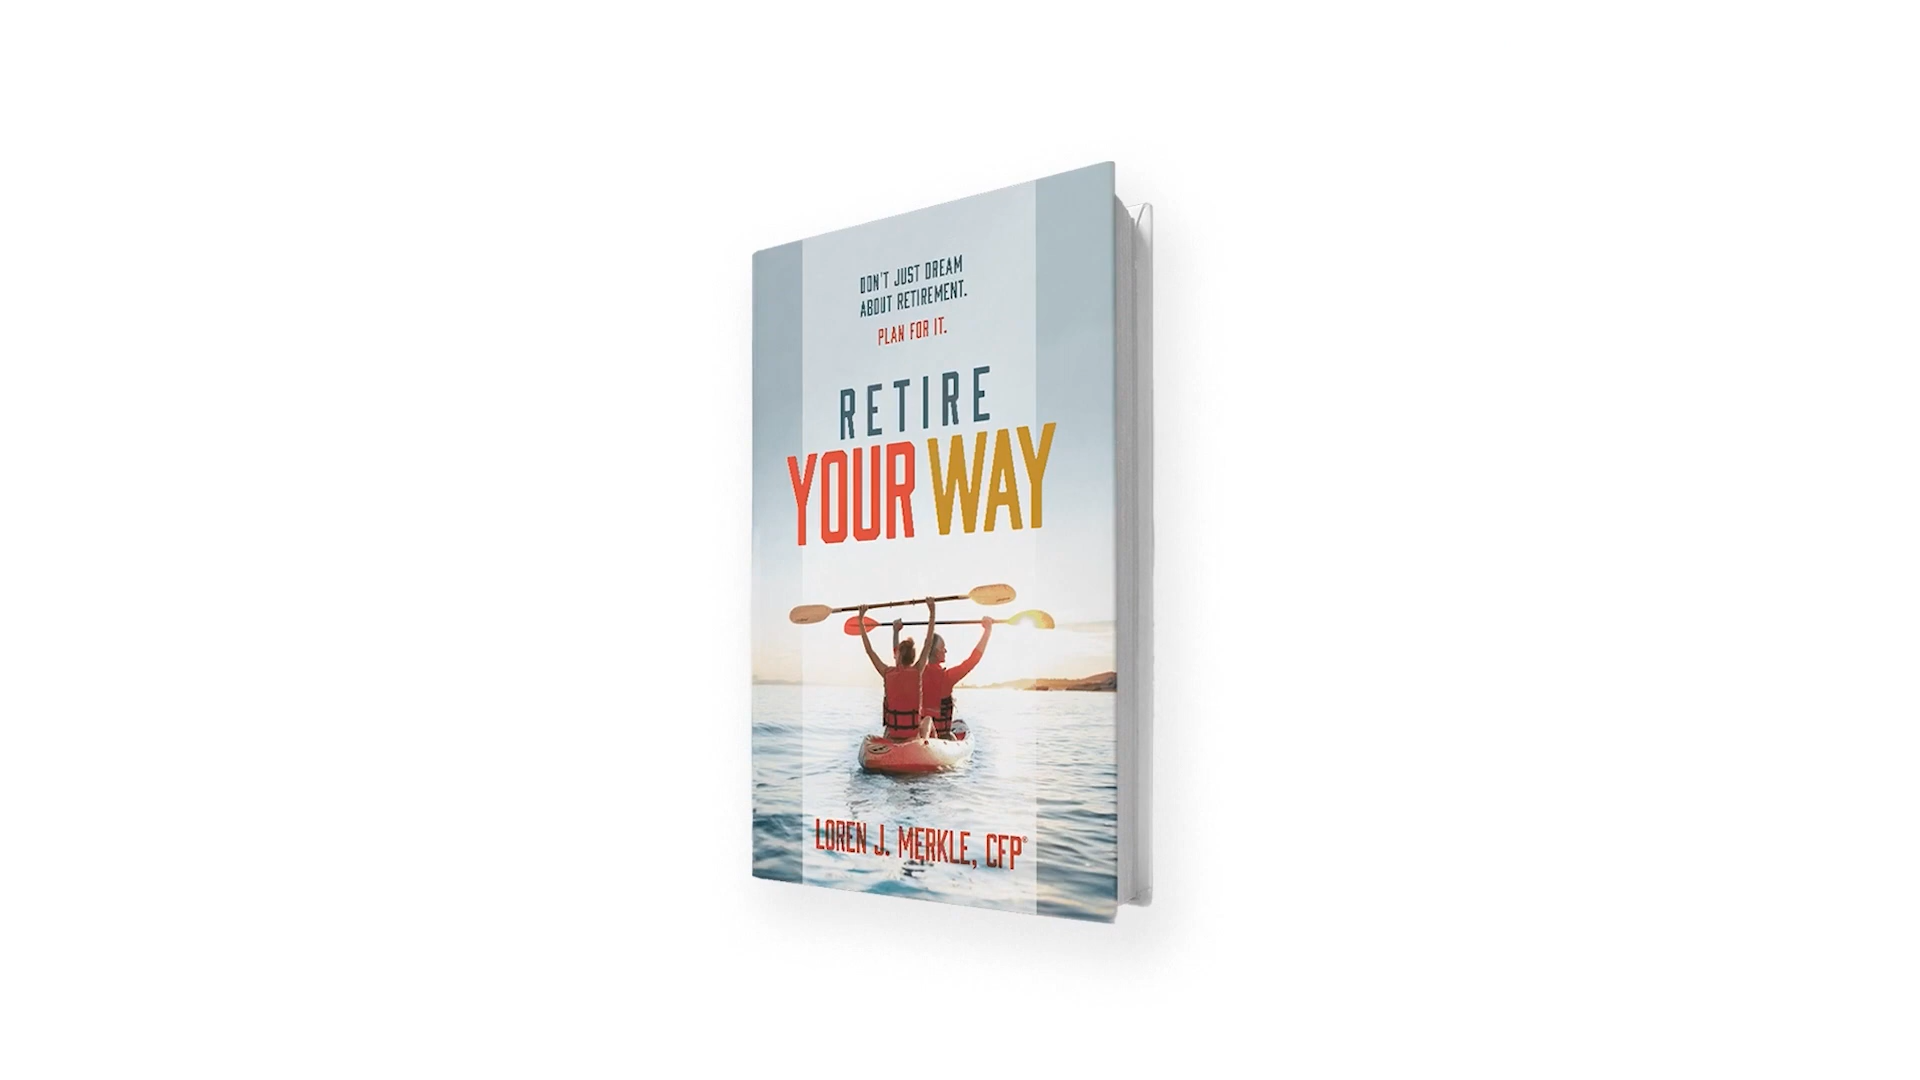 DON'T JUST DREAM
ABOUT RETIREMENT.
PLAN FOR IT.
RETIRE
YOUR WAY
LOREN J. MERKLE, CFP®